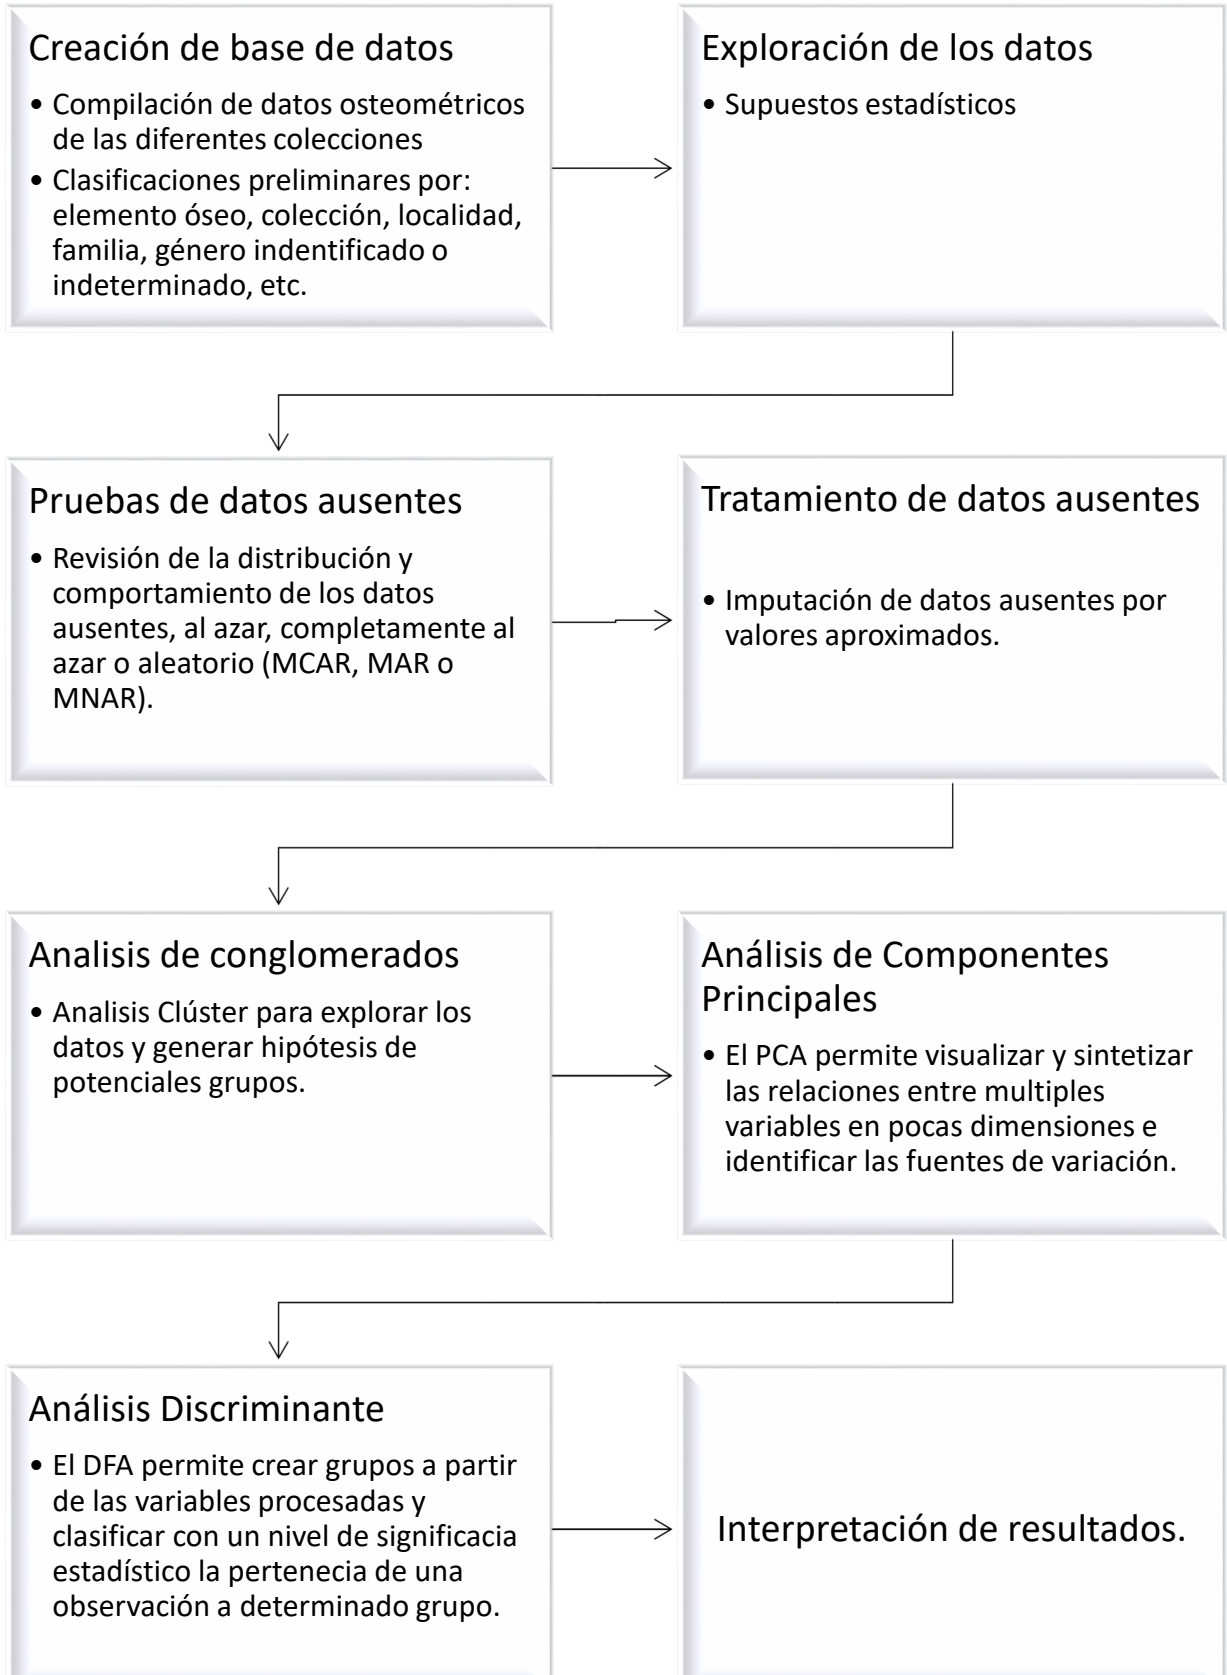 Creación de base de datos
• Compilación de datos osteométricos
de las diferentes colecciones
• Clasificaciones preliminares por:
elemento óseo, colección, localidad,
familia, género indentificado o
indeterminado, etc.
Exploración de los datos
• Supuestos estadísticos
Pruebas de datos ausentes
• Revisión de la distribución y
comportamiento de los datos
ausentes, al azar, completamente al
azar o aleatorio (MCAR, MAR o
MNAR).
Tratamiento de datos ausentes
• Imputación de datos ausentes por
valores aproximados.
Analisis de conglomerados
• Analisis Clúster para explorar los
datos y generar hipótesis de
potenciales grupos.
Análisis de Componentes
Principales
• El PCA permite visualizar y sintetizar
las relaciones entre multiples
variables en pocas dimensiones e
identificar las fuentes de variación.
Análisis Discriminante
• El DFA permite crear grupos a partir
de las variables procesadas y
clasificar con un nivel de significacia
estadístico la pertenecia de una
observación a determinado grupo.
Interpretación de resultados.